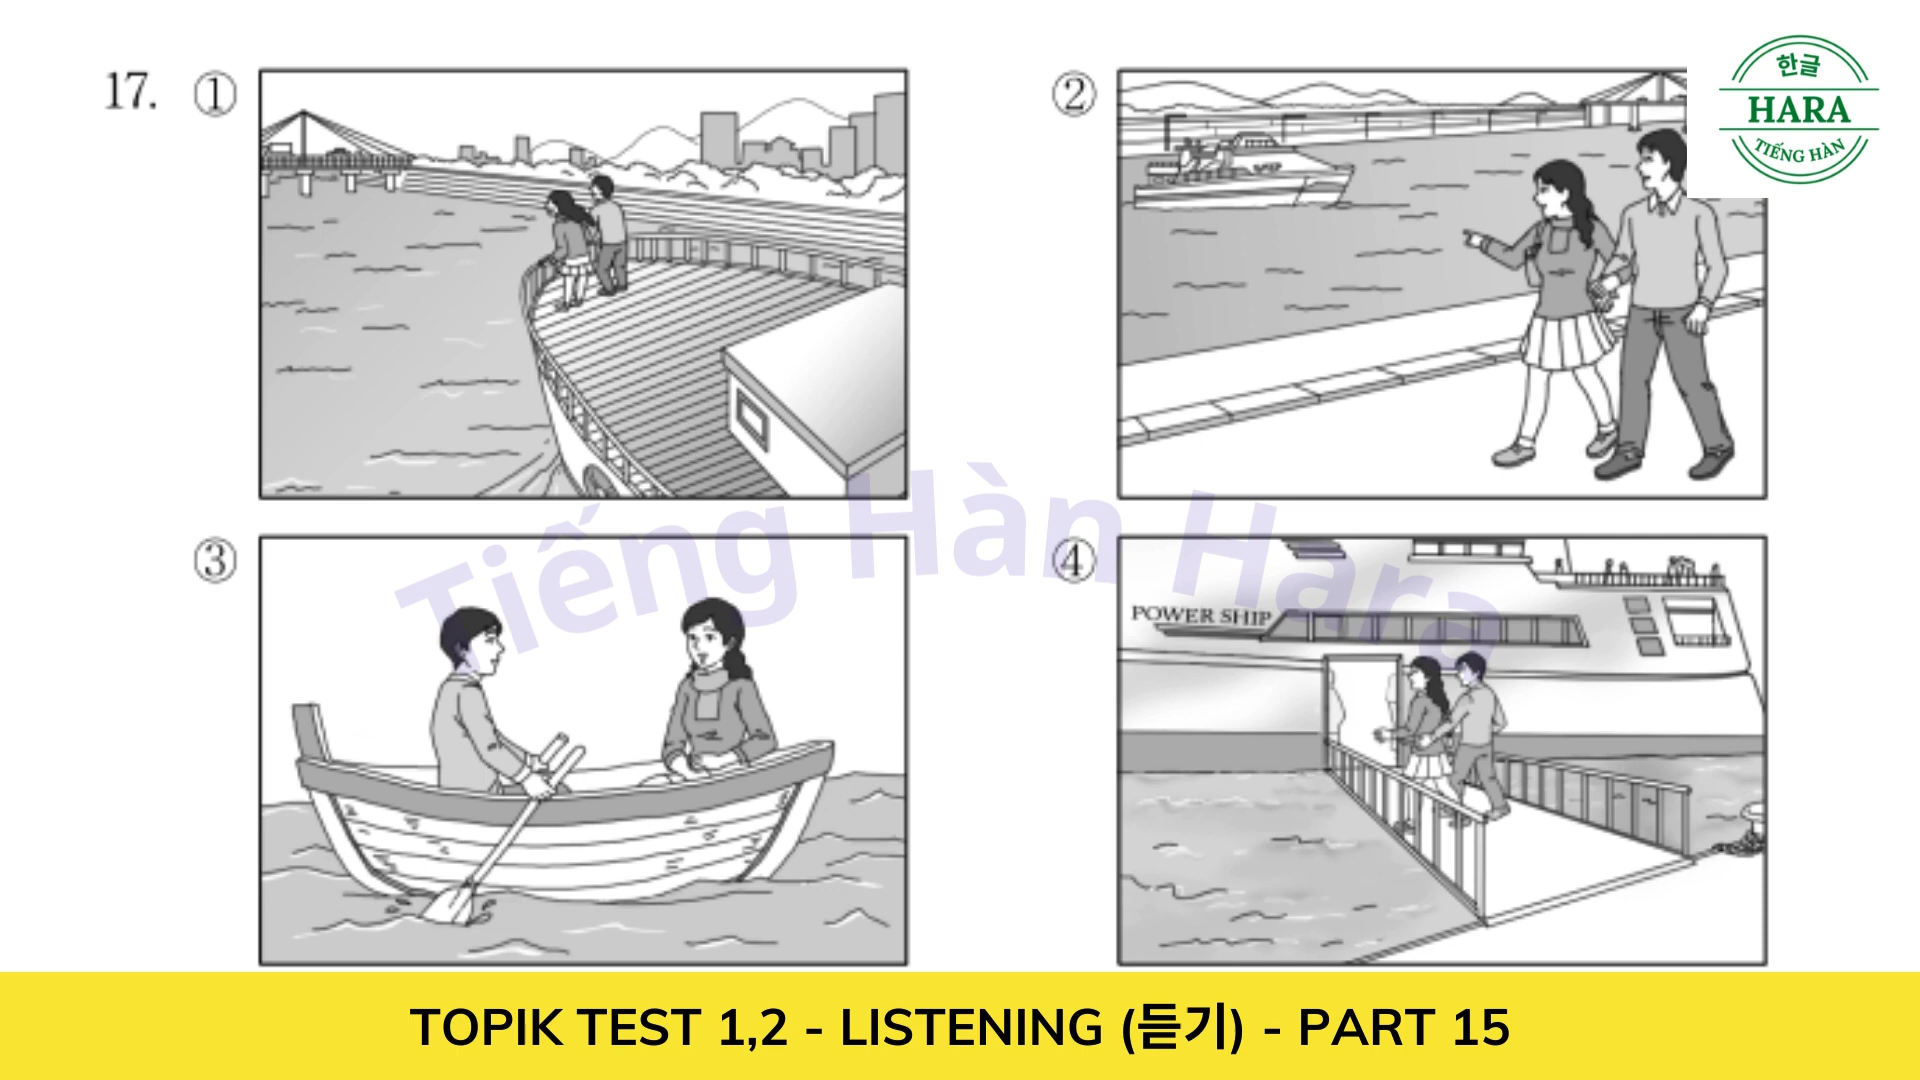 17. ①
②
한글
HARA
TIẾNG HÀN
VIP
③
④
POWER SHIP
Tiếng Hàn Hara
TOPIK TEST 1,2 - LISTENING (듣기) - PART 15